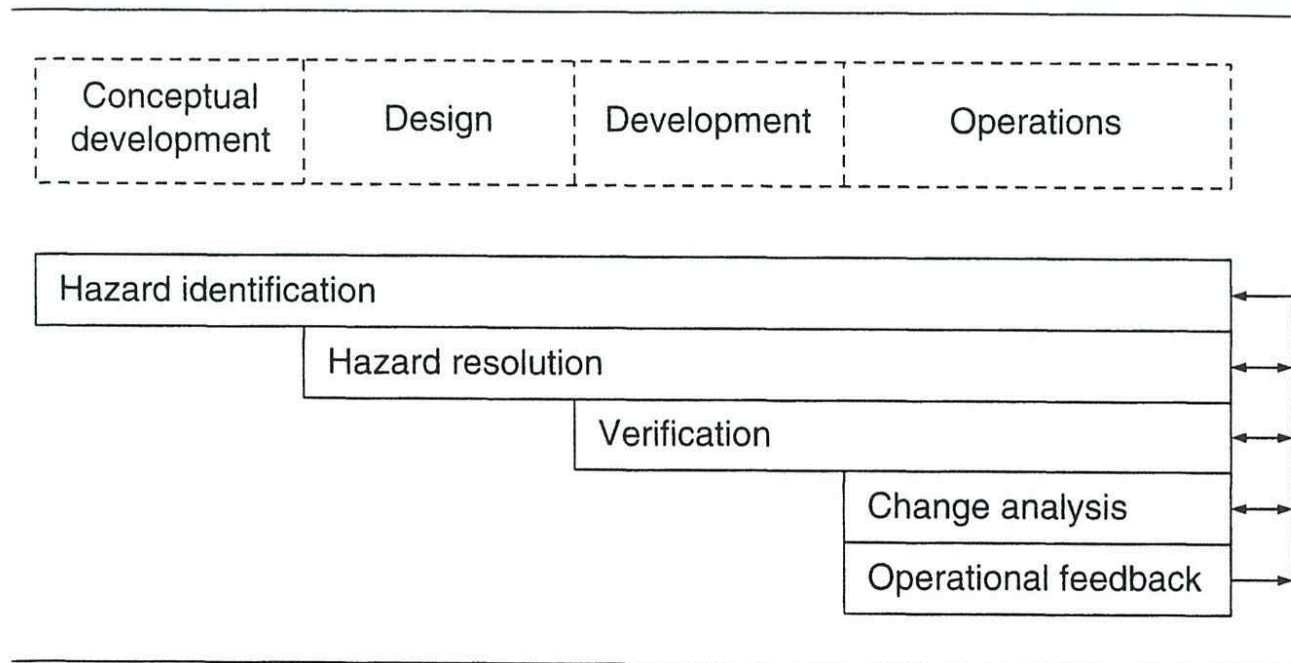 Conceptual
development
Design
Development
Operations
Hazard identification
Hazard resolution
Verification
Change analysis
Operational feedback